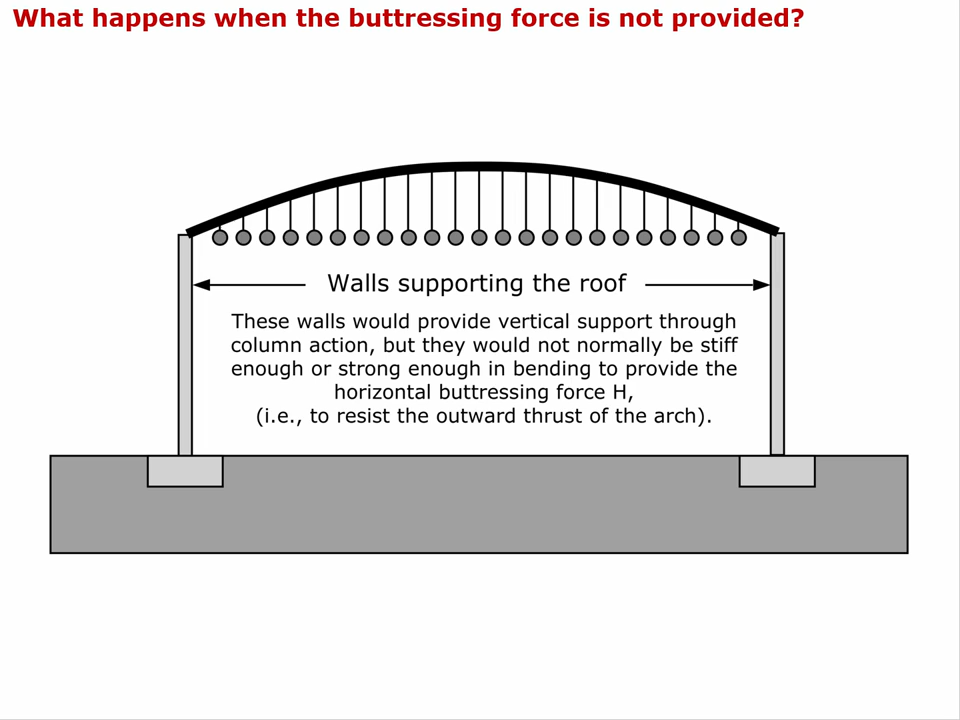 What happens when the buttressing force is not provided?
Walls supporting the roof
These walls would provide vertical support through
column action, but they would not normally be stiff
enough or strong enough in bending to provide the
horizontal buttressing force H,
(i.e., to resist the outward thrust of the arch).